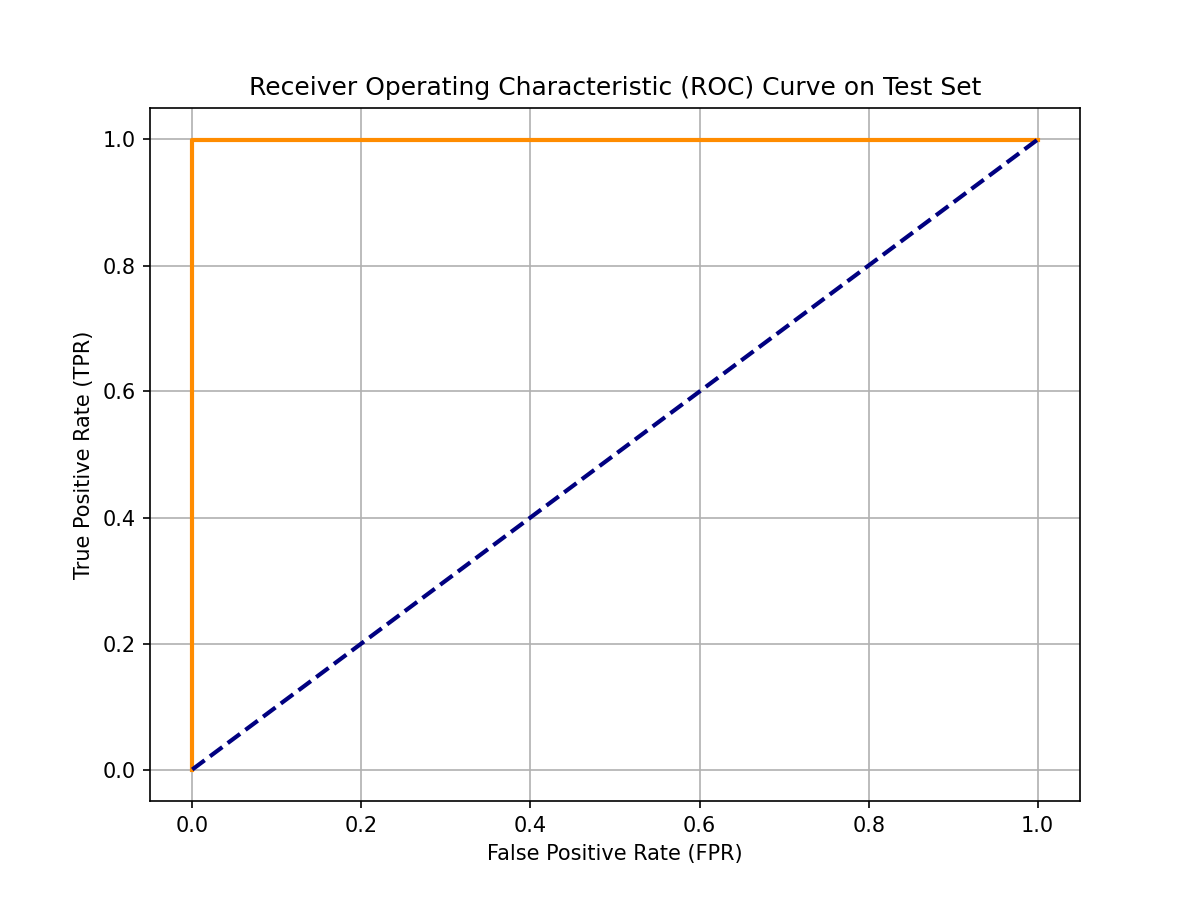 Receiver Operating Characteristic (ROC) Curve on Test Set
1.0
0.8
0.6
0.4
0.2
0.0
True Positive Rate (TPR)
0.0 0.2 0.4 0.6 0.8 1.0
False Positive Rate (FPR)